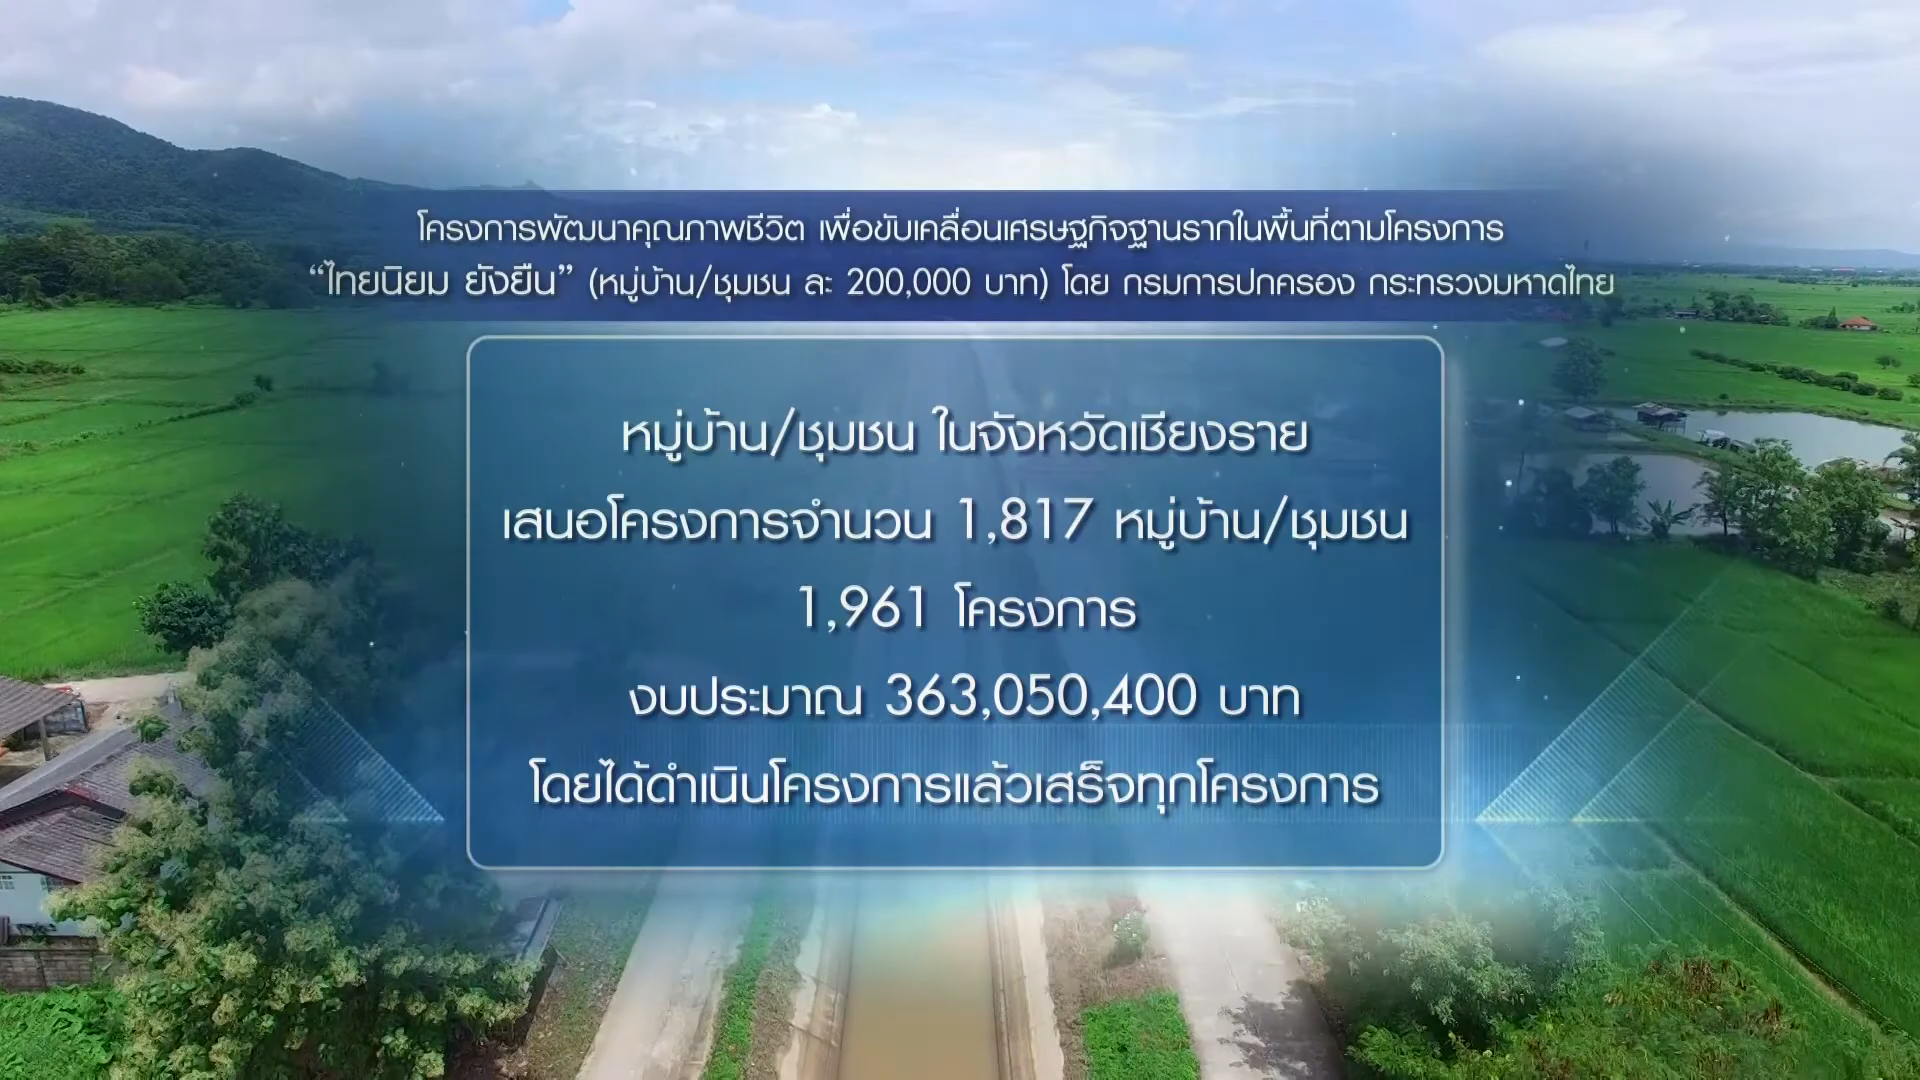 โครงการพัฒนาคุณภาพชีวิต เพื่อขับเคลื่อนเศรษฐกิจฐานรากในพื้นที่ตามโครงการ
“ไทยนิยม ยั่งยืน” (หมู่บ้าน/ชุมชน ละ 200,000 บาท) โดย กรมการปกครอง กระทรวงมหาดไทย
หมู่บ้าน/ชุมชน ในจังหวัดเชียงราย
เสนอโครงการจำนวน 1,817 หมู่บ้าน/ชุมชน
1,961 โครงการ
งบประมาณ 363,050,400 บาท
โดยได้ดำเนินโครงการแล้วเสร็จทุกโครงการ